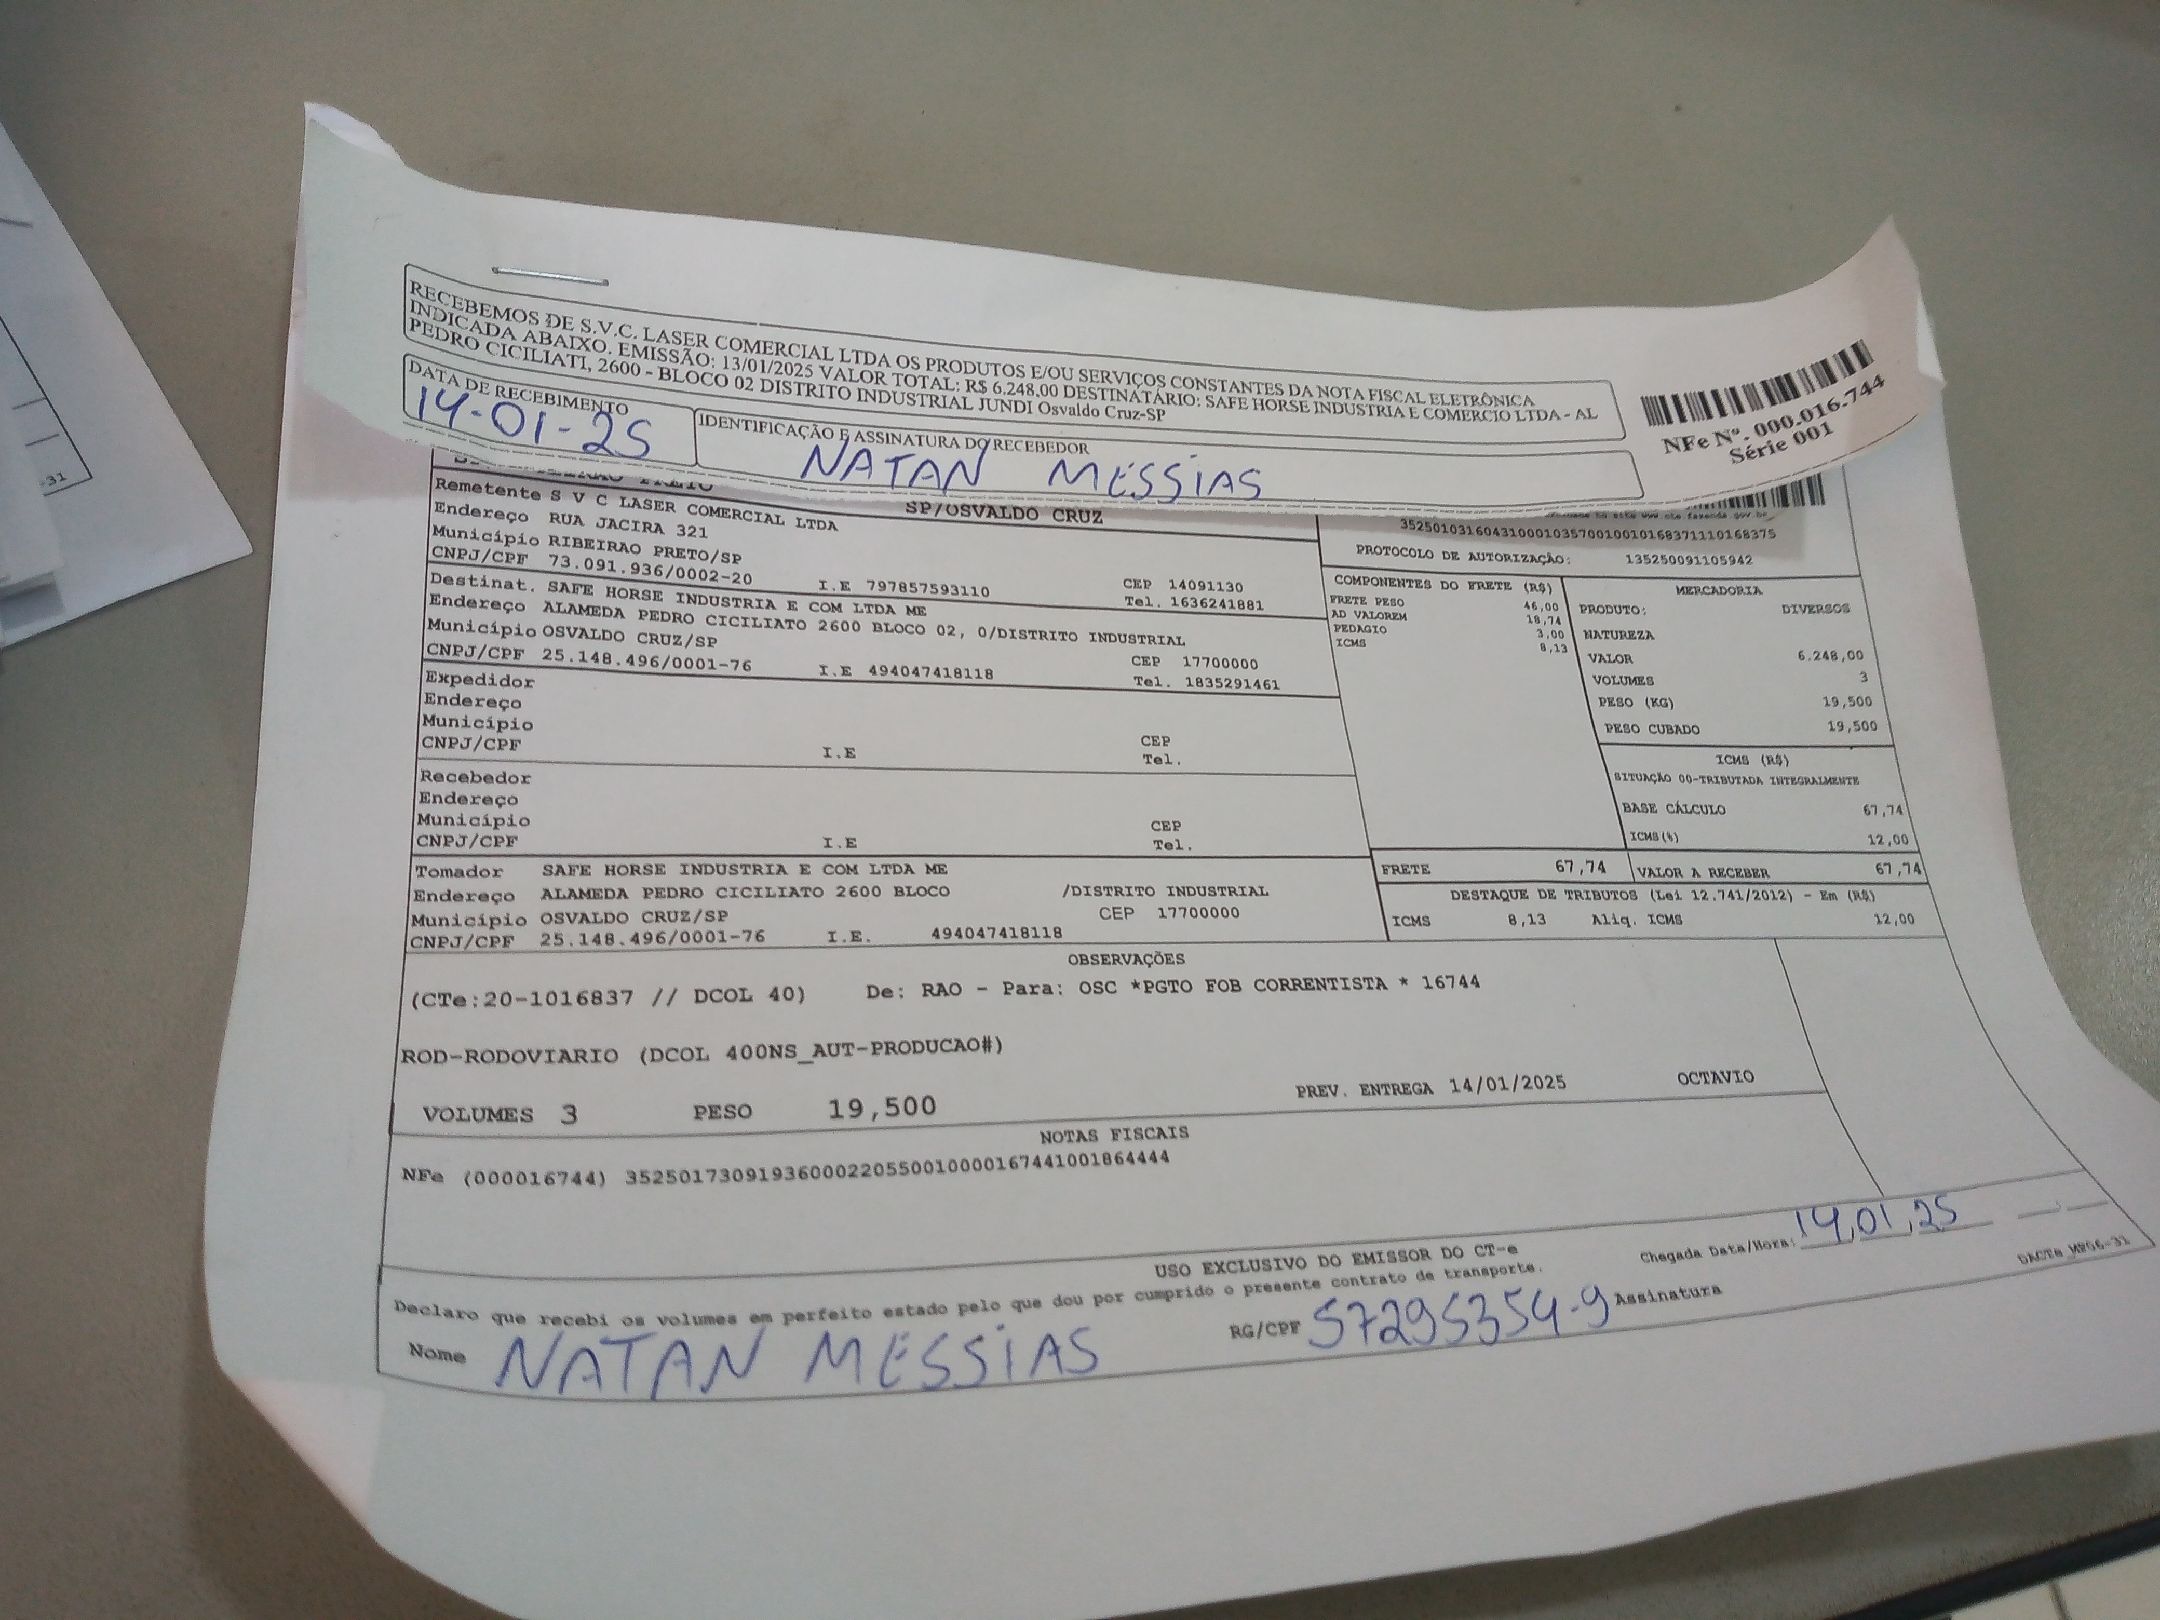 RECEBEMOS DE S.V.C. LASER COMERCIAL LTDA OS PRODUTOS E/OU SERVIÇOS CONSTANTES DA NOTA FISCAL ELETRÔNICA
INDICADA ABAIXO. EMISSÃO: 13/01/2025 VALOR TOTAL: R$ 6.248,00 DESTINATÁRIO: SAFE HORSE INDUSTRIA E COMERCIO LTDA - AL
PEDRO CICILIATI, 2600 - BLOCO 02 DISTRITO INDUSTRIAL JUNDI Osvaldo Cruz-SP
NFe Nº. 000.016.744
Série 001
DATA DE RECEBIMENTO
14-01-25
IDENTIFICAÇÃO E ASSINATURA DO RECEBEDOR
NATAN MESSIAS
SP/OSVALDO CRUZ
Remetente S V C LASER COMERCIAL LTDA
Endereço RUA JACIRA 321
Município RIBEIRAO PRETO/SP
CEP 14091130
CNPJ/CPF 73.091.936/0002-20 I.E 797857593110 Tel. 1636241881
Destinat. SAFE HORSE INDUSTRIA E COM LTDA ME
Endereço ALAMEDA PEDRO CICILIATO 2600 BLOCO 02, 0/DISTRITO INDUSTRIAL
Município OSVALDO CRUZ/SP CEP 17700000
CNPJ/CPF 25.148.496/0001-76 I.E 494047418118 Tel. 1835291461
Expedidor
Endereço
Município CEP
CNPJ/CPF I.E Tel.
Recebedor
Endereço
Município CEP
CNPJ/CPF I.E Tel.
Tomador SAFE HORSE INDUSTRIA E COM LTDA ME
Endereço ALAMEDA PEDRO CICILIATO 2600 BLOCO /DISTRITO INDUSTRIAL
Município OSVALDO CRUZ/SP CEP 17700000
CNPJ/CPF 25.148.496/0001-76 I.E. 494047418118
35250103160431000103570010010168371110168375
PROTOCOLO DE AUTORIZAÇÃO: 135250091105942
COMPONENTES DO FRETE (R$)
FRETE PESO 46,00
AD VALOREM 18,74
PEDAGIO 3,00
ICMS 8,13
MERCADORIA
PRODUTO: DIVERSOS
NATUREZA
VALOR 6.248,00
VOLUMES 3
PESO (KG) 19,500
PESO CUBADO 19,500
ICMS (R$)
SITUAÇÃO 00-TRIBUTADA INTEGRALMENTE
BASE CÁLCULO 67,74
ICMS(%) 12,00
FRETE 67,74 VALOR A RECEBER 67,74
DESTAQUE DE TRIBUTOS (Lei 12.741/2012) - Em (R$)
ICMS 8,13 Aliq. ICMS 12,00
OBSERVAÇÕES
(CTe:20-1016837 // DCOL 40) De: RAO - Para: OSC *PGTO FOB CORRENTISTA * 16744
ROD-RODOVIARIO (DCOL 400NS_AUT-PRODUCAO#)
VOLUMES 3 PESO 19,500 PREV. ENTREGA 14/01/2025 OCTAVIO
NOTAS FISCAIS
NFe (000016744) 35250173091936000220550010000167441001864444
USO EXCLUSIVO DO EMISSOR DO CT-e
Chegada Data/Hora: 14,01,25
Declaro que recebi os volumes em perfeito estado pelo que dou por cumprido o presente contrato de transporte.
Nome NATAN MESSIAS RG/CPF 57295354-9 Assinatura